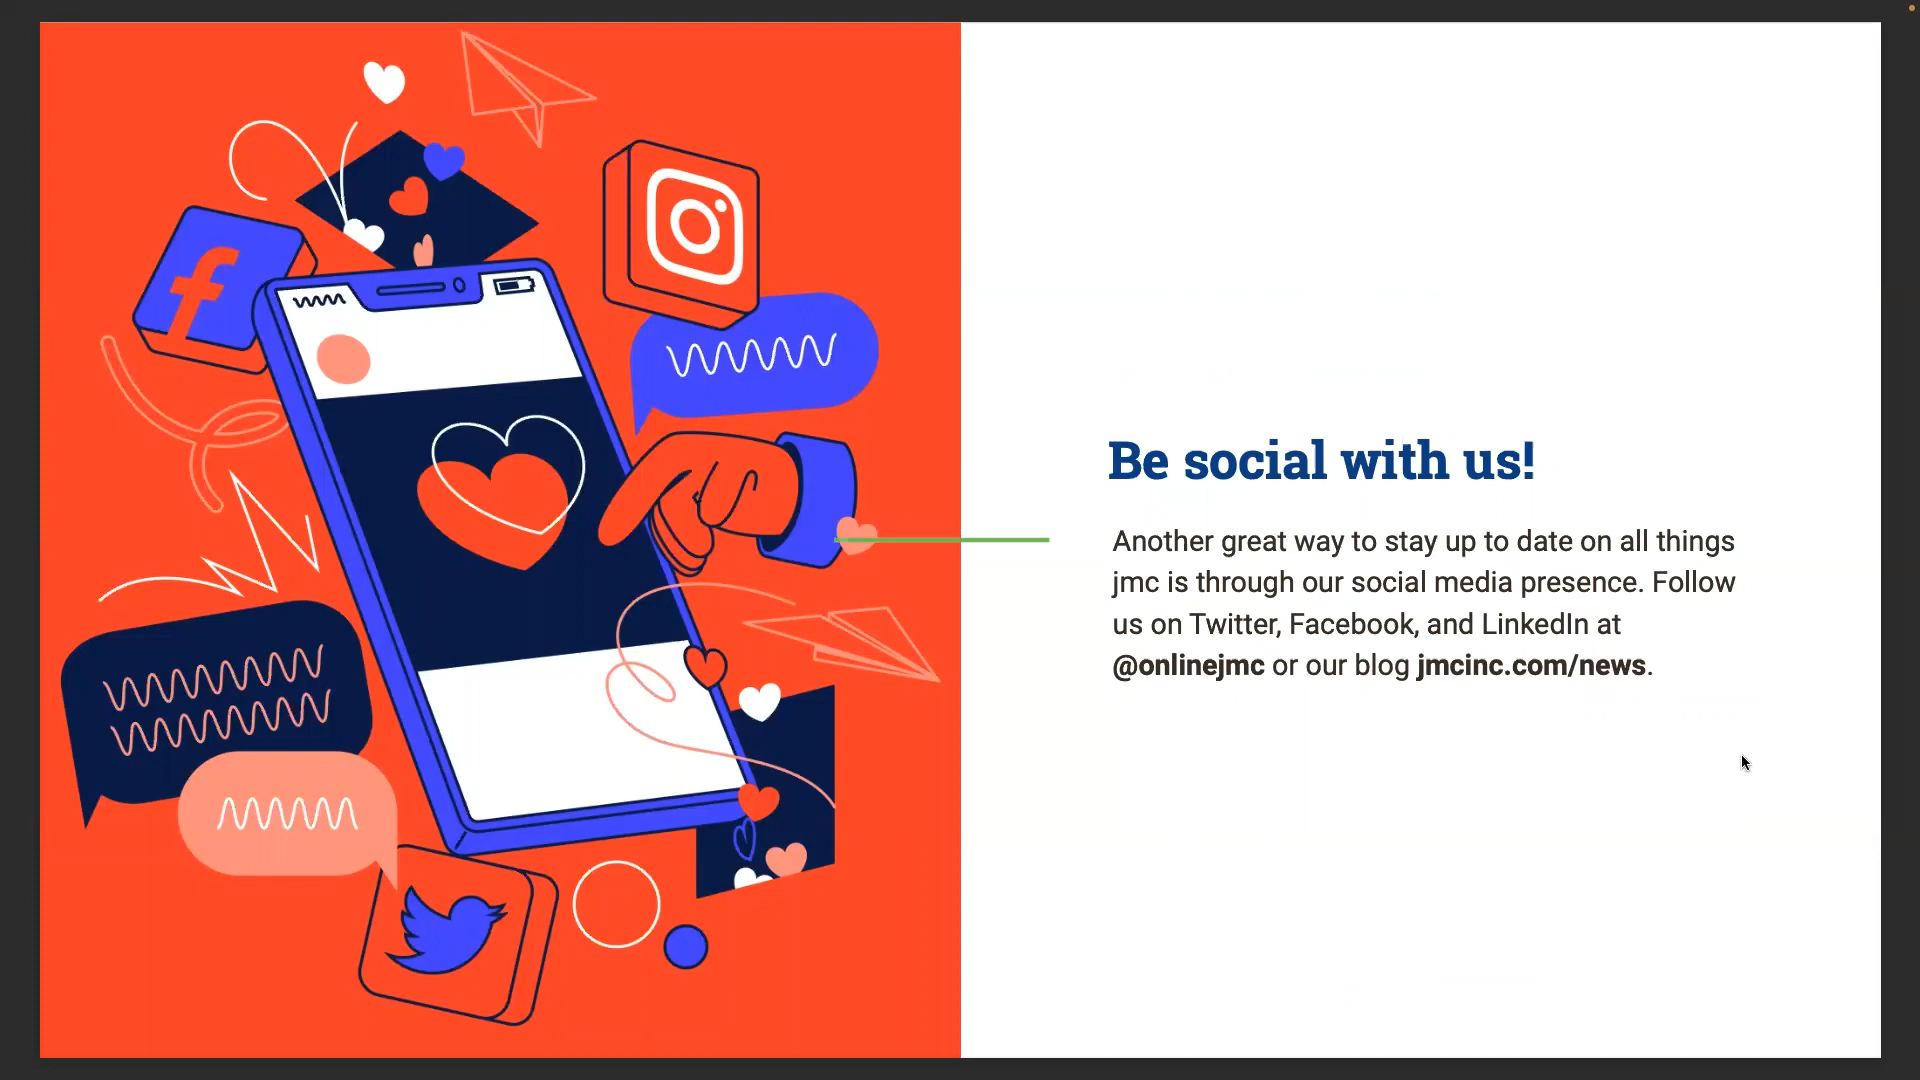 Be social with us!
Another great way to stay up to date on all things
jmc is through our social media presence. Follow
us on Twitter, Facebook, and LinkedIn at
@onlinejmc or our blog jmcinc.com/news.